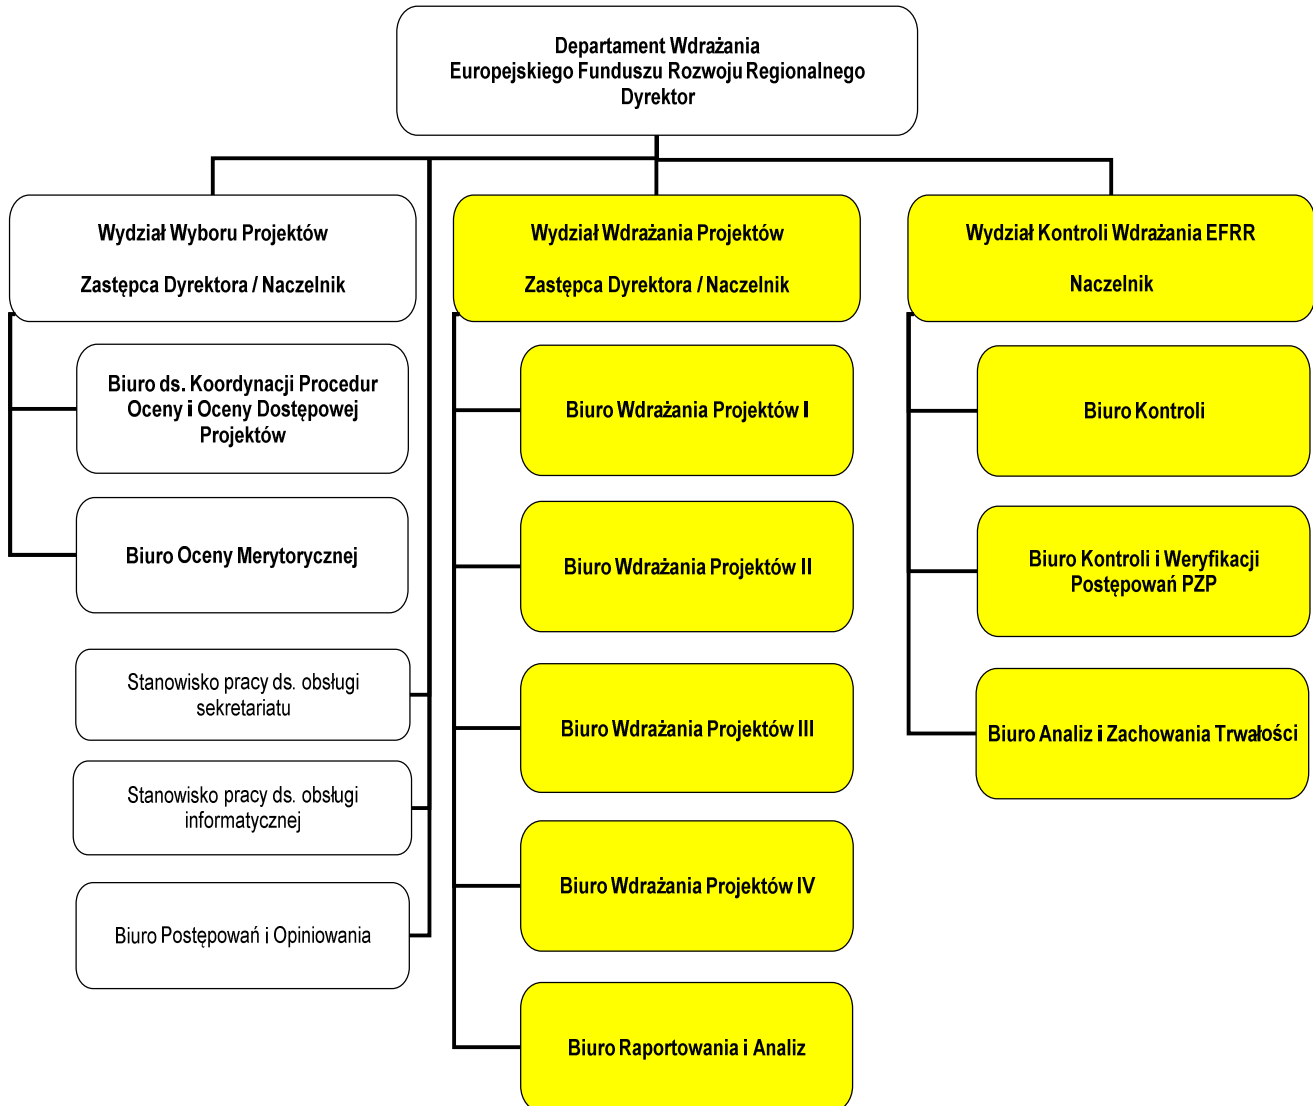 Departament Wdrażania
Europejskiego Funduszu Rozwoju Regionalnego
Dyrektor
Wydział Wyboru Projektów
Zastępca Dyrektora / Naczelnik
Biuro ds. Koordynacji Procedur
Oceny i Oceny Dostępowej
Projektów
Biuro Oceny Merytorycznej
Stanowisko pracy ds. obsługi
sekretariatu
Stanowisko pracy ds. obsługi
informatycznej
Biuro Postępowań i Opiniowania
Wydział Wdrażania Projektów
Zastępca Dyrektora / Naczelnik
Biuro Wdrażania Projektów I
Biuro Wdrażania Projektów II
Biuro Wdrażania Projektów III
Biuro Wdrażania Projektów IV
Biuro Raportowania i Analiz
Wydział Kontroli Wdrażania EFRR
Naczelnik
Biuro Kontroli
Biuro Kontroli i Weryfikacji
Postępowań PZP
Biuro Analiz i Zachowania Trwałości